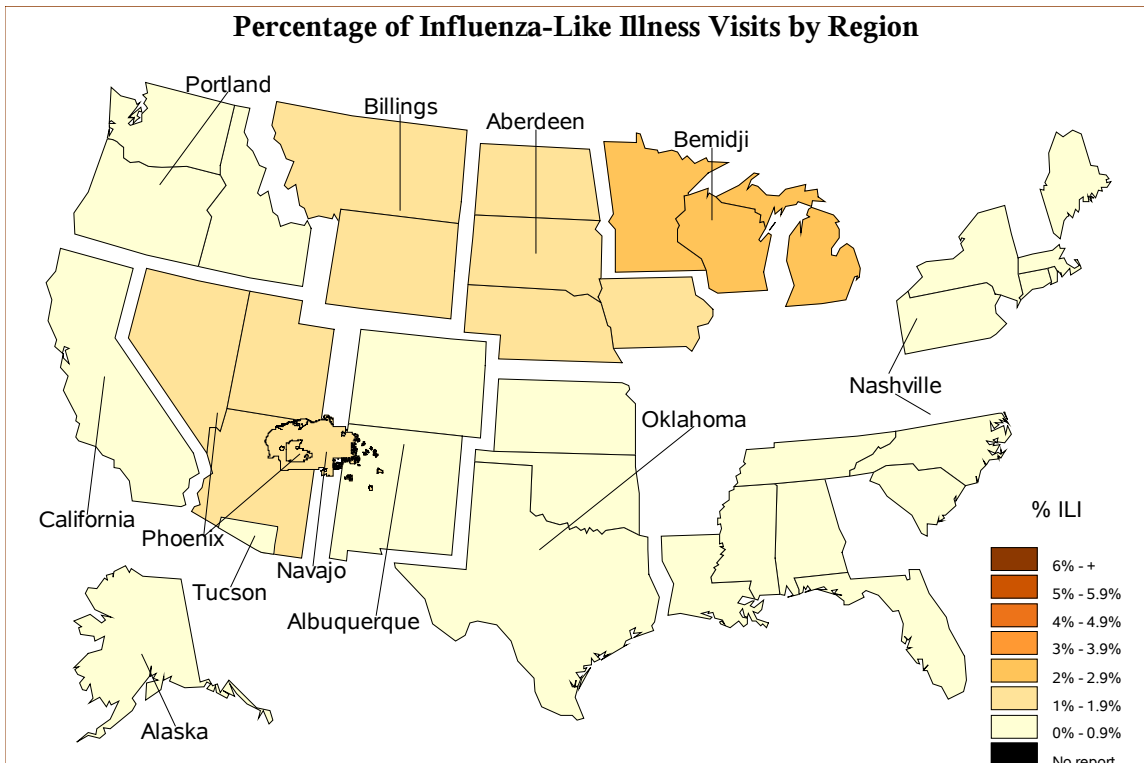 Percentage of Influenza-Like Illness Visits by Region
Portland
Billings
Aberdeen
Bemidji
Nashville
Oklahoma
California
Phoenix
Navajo
Tucson
Albuquerque
Alaska
% ILI
6% - +
5% - 5.9%
4% - 4.9%
3% - 3.9%
2% - 2.9%
1% - 1.9%
0% - 0.9%
No report